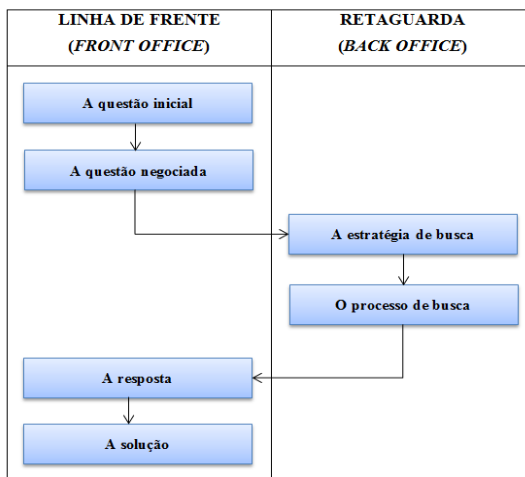 LINHA DE FRENTE
(FRONT OFFICE)
RETAGUARDA
(BACK OFFICE)
A questão inicial
A questão negociada
A estratégia de busca
O processo de busca
A resposta
A solução